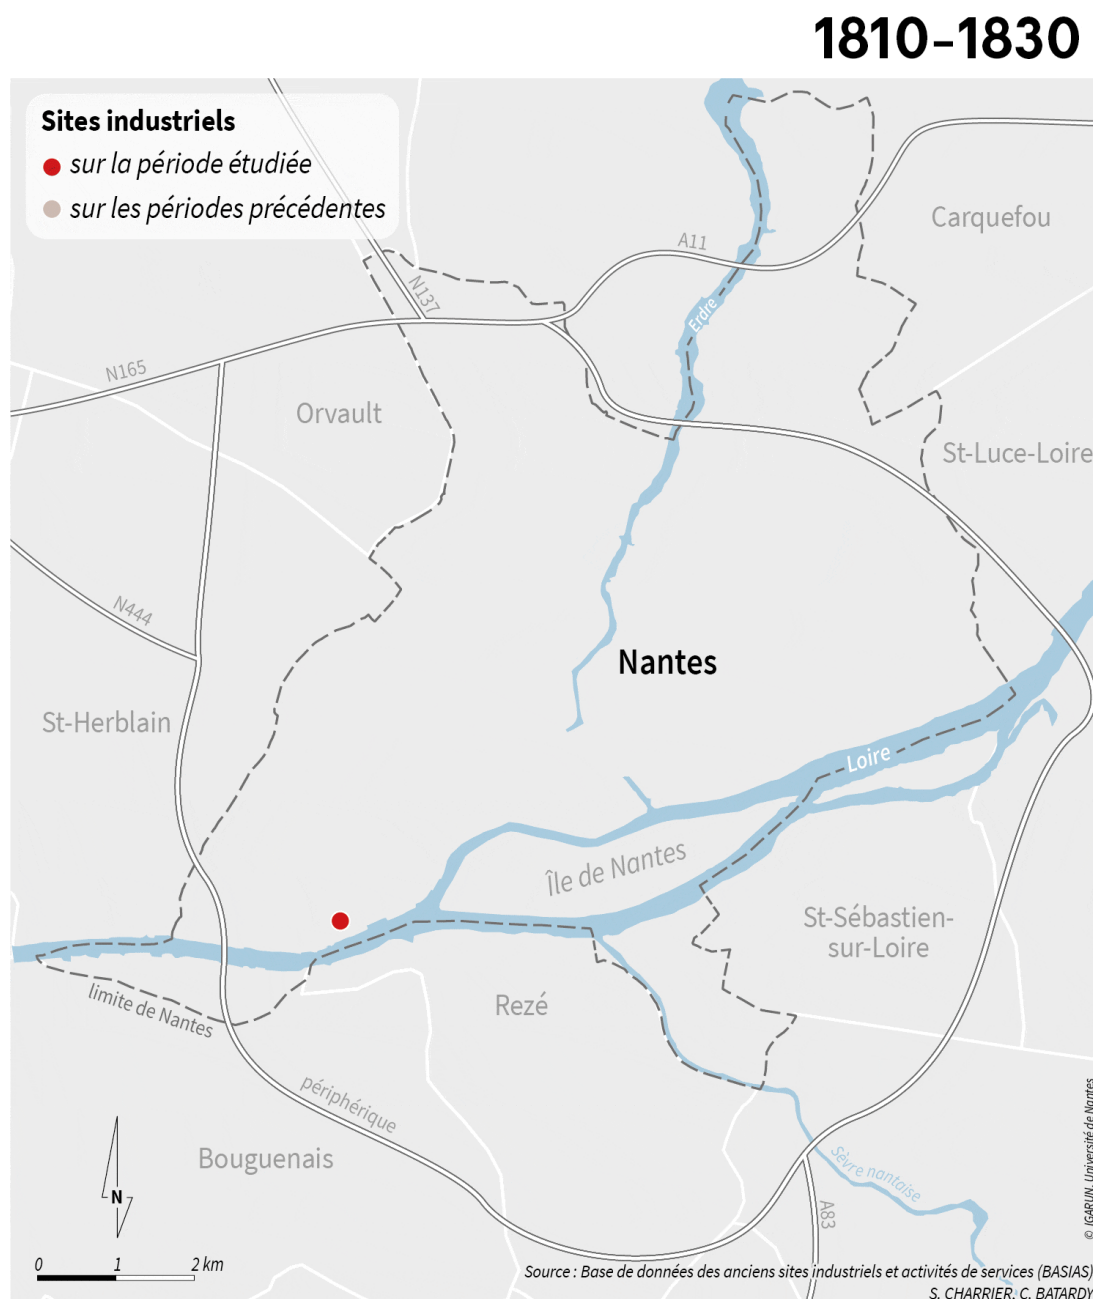 1810-1830
Sites industriels
sur la période étudiée
sur les périodes précédentes
Carquefou
A11
N137
Erdre
N165
Orvault
St-Luce-Loire
N444
Nantes
St-Herblain
Loire
Île de Nantes
St-Sébastien-
sur-Loire
Rezé
limite de Nantes
périphérique
Bouguenais
Sèvre nantaise
A83
N
0 1 2 km
© IGARUN, Université de Nantes
Source : Base de données des anciens sites industriels et activités de services (BASIAS)
S. CHARRIER, C. BATARDY